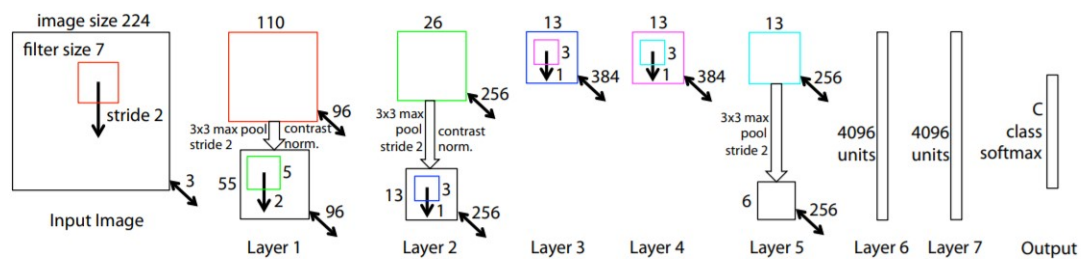 image size 224
filter size 7
stride 2
3
Input Image
110
96
3x3 max pool
stride 2
contrast
norm.
55
5
2
96
Layer 1
26
256
3x3 max
pool
stride 2
contrast
norm.
13
3
1
256
Layer 2
13
3
1
384
Layer 3
13
3
1
384
Layer 4
13
256
3x3 max
pool
stride 2
6
256
Layer 5
4096
units
Layer 6
4096
units
Layer 7
C
class
softmax
Output